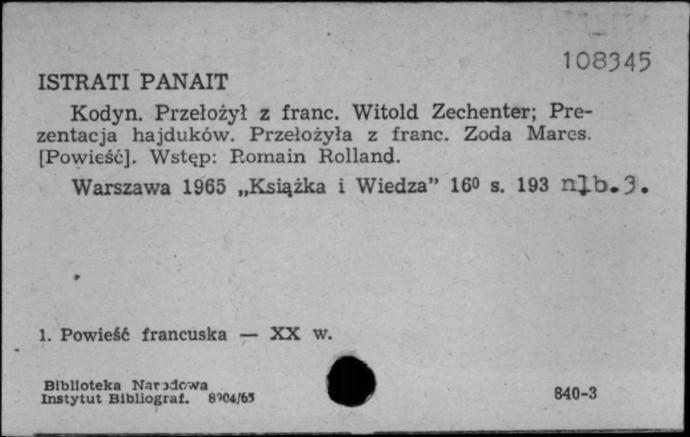 108345
ISTRATI PANAIT
Kodyn. Przełożył z franc. Witold Zechenter; Pre-
zentacja hajduków. Przełożyła z franc. Zoda Mares.
[Powieść]. Wstęp: Romain Rolland.
Warszawa 1965 „Książka i Wiedza” 16⁰ s. 193 nlb.3.
1. Powieść francuska — XX w.
Biblioteka Narodowa
Instytut Bibliograf. 8904/65
840-3